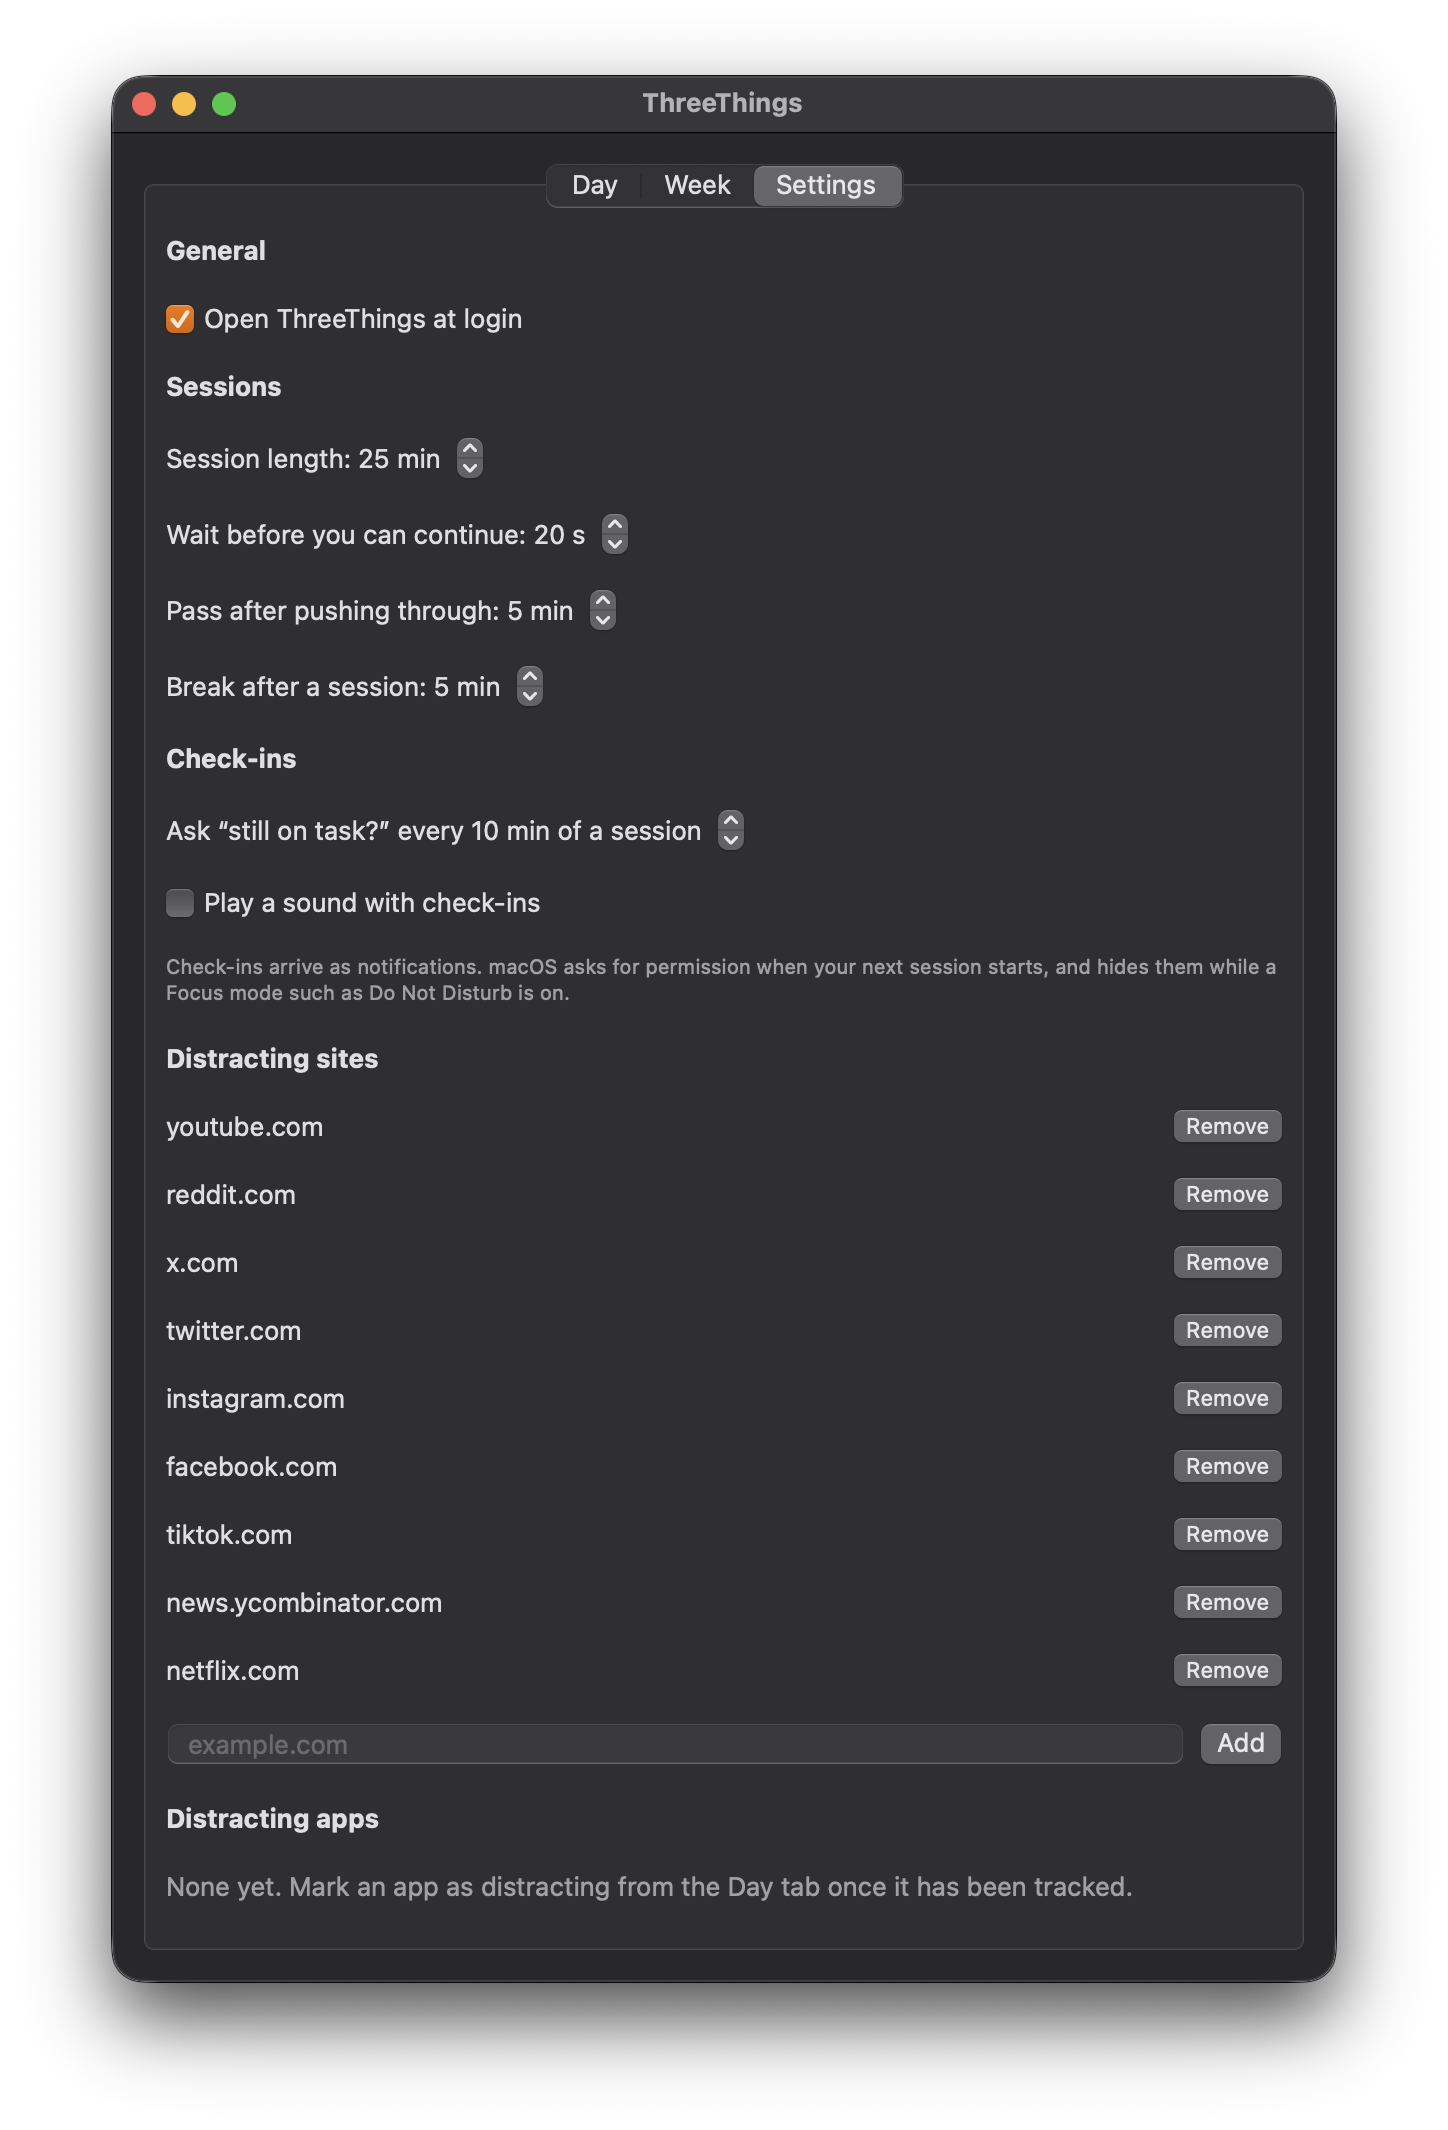 ThreeThings
Day Week Settings
General
Open ThreeThings at login
Sessions
Session length: 25 min
Wait before you can continue: 20 s
Pass after pushing through: 5 min
Break after a session: 5 min
Check-ins
Ask “still on task?” every 10 min of a session
Play a sound with check-ins
Check-ins arrive as notifications. macOS asks for permission when your next session starts, and hides them while a
Focus mode such as Do Not Disturb is on.
Distracting sites
youtube.com Remove
reddit.com Remove
x.com Remove
twitter.com Remove
instagram.com Remove
facebook.com Remove
tiktok.com Remove
news.ycombinator.com Remove
netflix.com Remove
example.com Add
Distracting apps
None yet. Mark an app as distracting from the Day tab once it has been tracked.